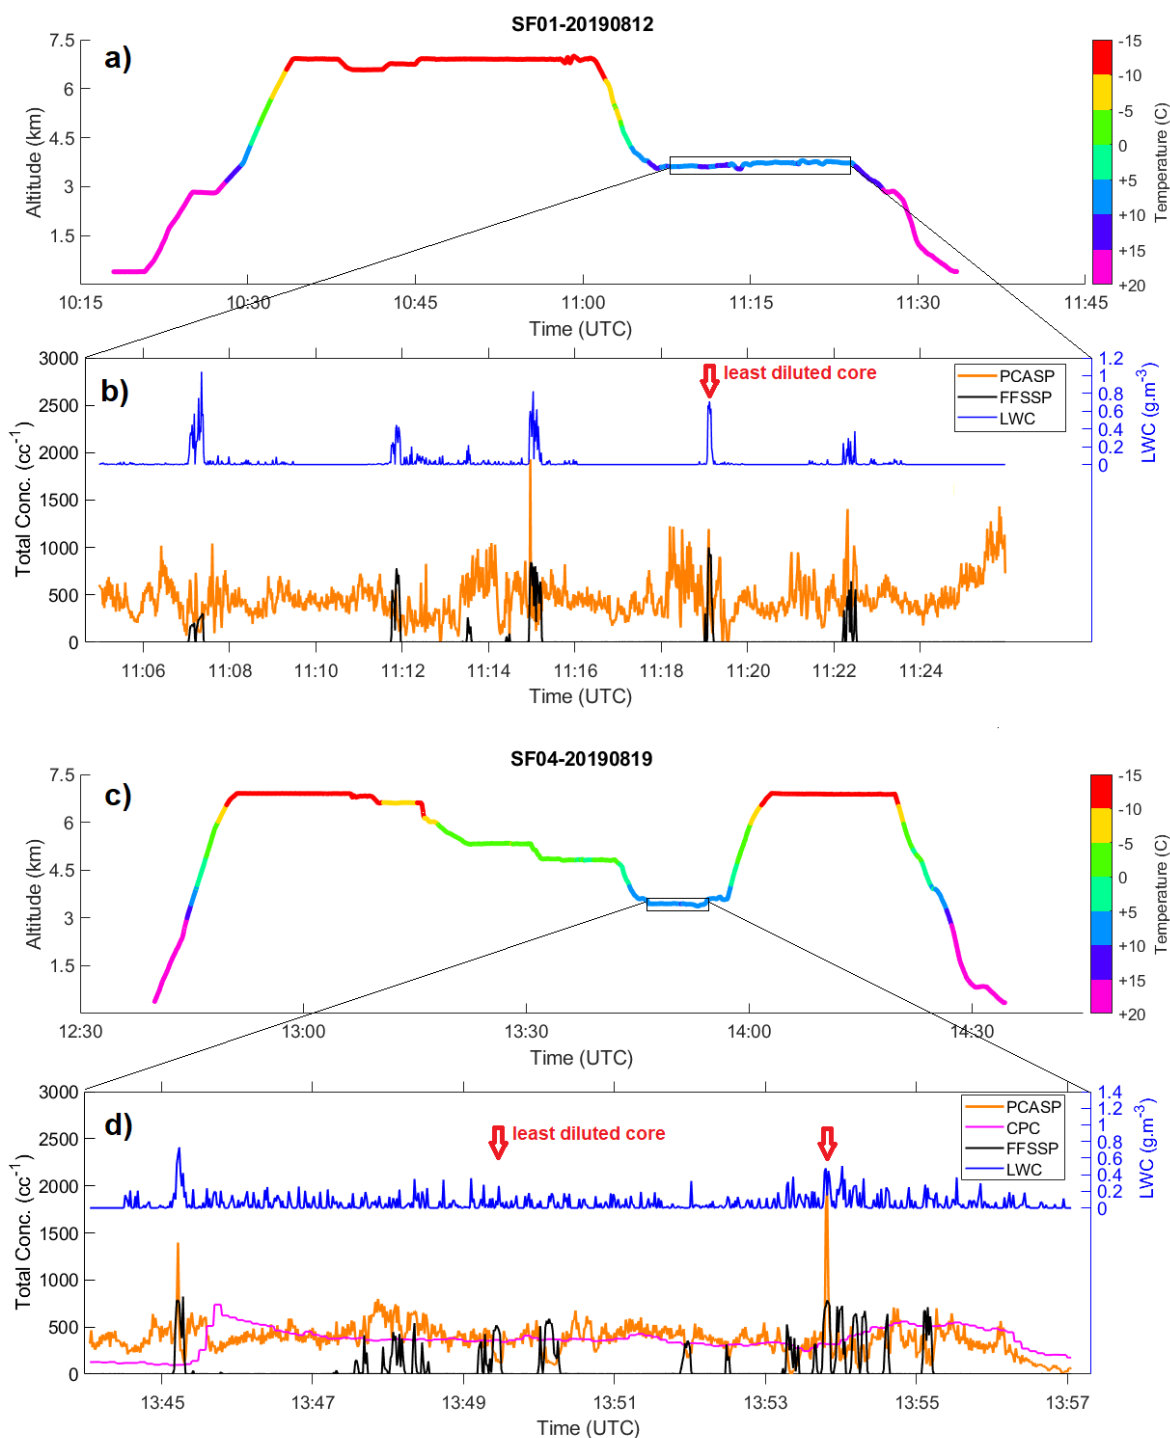 SF01-20190812
a)
7.5
6
4.5
3
1.5
Altitude (km)
10:15 10:30 10:45 11:00 11:15 11:30 11:45
Time (UTC)
-15
-10
-5
0
+5
+10
+15
+20
Temperature (C)
b)
3000
2500
2000
1500
1000
500
0
Total Conc. (cc-1)
least diluted core
PCASP
FFSSP
LWC
1.2
1
0.8
0.6
0.4
0.2
0
LWC (g.m-3)
11:06 11:08 11:10 11:12 11:14 11:16 11:18 11:20 11:22 11:24
Time (UTC)
SF04-20190819
c)
7.5
6
4.5
3
1.5
Altitude (km)
12:30 13:00 13:30 14:00 14:30
Time (UTC)
-15
-10
-5
0
+5
+10
+15
+20
Temperature (C)
d)
3000
2500
2000
1500
1000
500
0
Total Conc. (cc-1)
least diluted core
PCASP
CPC
FFSSP
LWC
1.4
1.2
1
0.8
0.6
0.4
0.2
0
LWC (g.m-3)
13:45 13:47 13:49 13:51 13:53 13:55 13:57
Time (UTC)